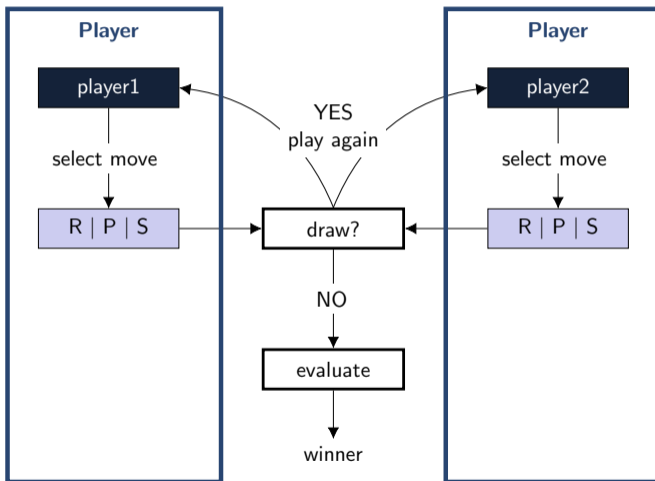 Player
Player
player1
player2
YES
play again
select move
select move
R | P | S
draw?
R | P | S
NO
evaluate
winner